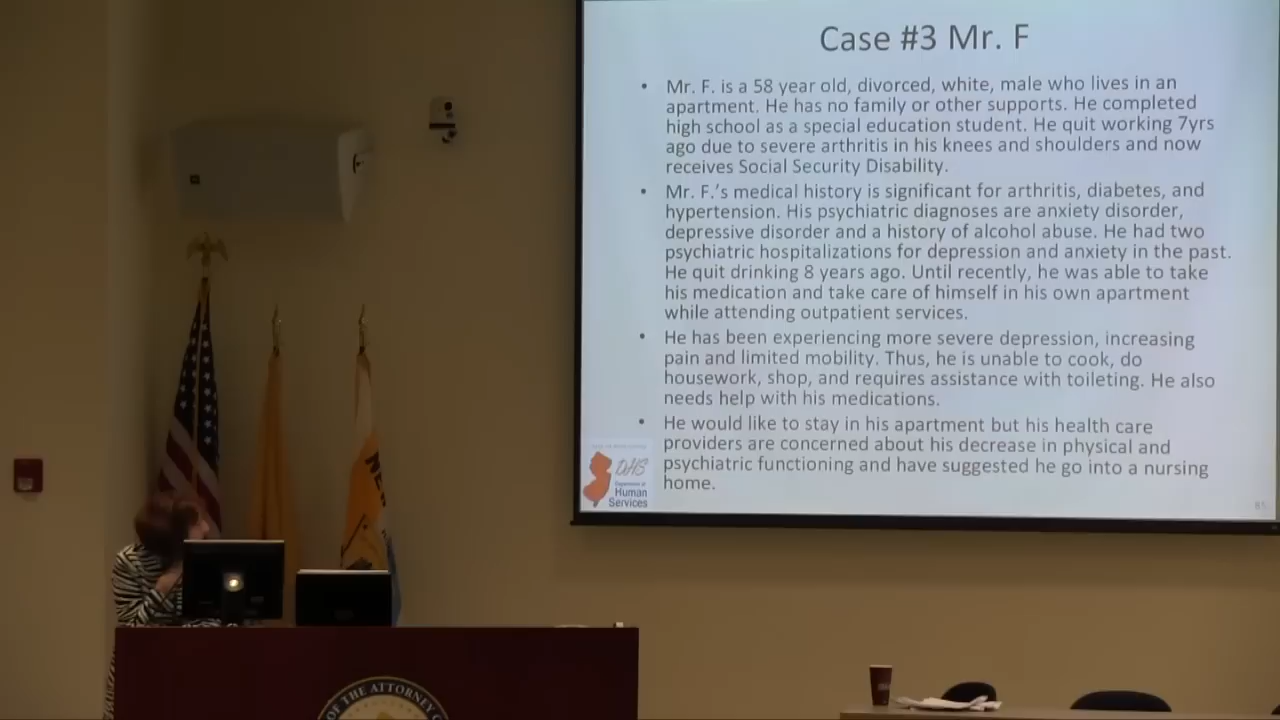 Case #3 Mr. F
• Mr. F. is a 58 year old, divorced, white, male who lives in an
apartment. He has no family or other supports. He completed
high school as a special education student. He quit working 7yrs
ago due to severe arthritis in his knees and shoulders and now
receives Social Security Disability.
• Mr. F.'s medical history is significant for arthritis, diabetes, and
hypertension. His psychiatric diagnoses are anxiety disorder,
depressive disorder and a history of alcohol abuse. He had two
psychiatric hospitalizations for depression and anxiety in the past.
He quit drinking 8 years ago. Until recently, he was able to take
his medication and take care of himself in his own apartment
while attending outpatient services.
• He has been experiencing more severe depression, increasing
pain and limited mobility. Thus, he is unable to cook, do
housework, shop, and requires assistance with toileting. He also
needs help with his medications.
• He would like to stay in his apartment but his health care
providers are concerned about his decrease in physical and
psychiatric functioning and have suggested he go into a nursing
home.
DHS
Department of
Human
Services
NEW
OF THE ATTORNEY